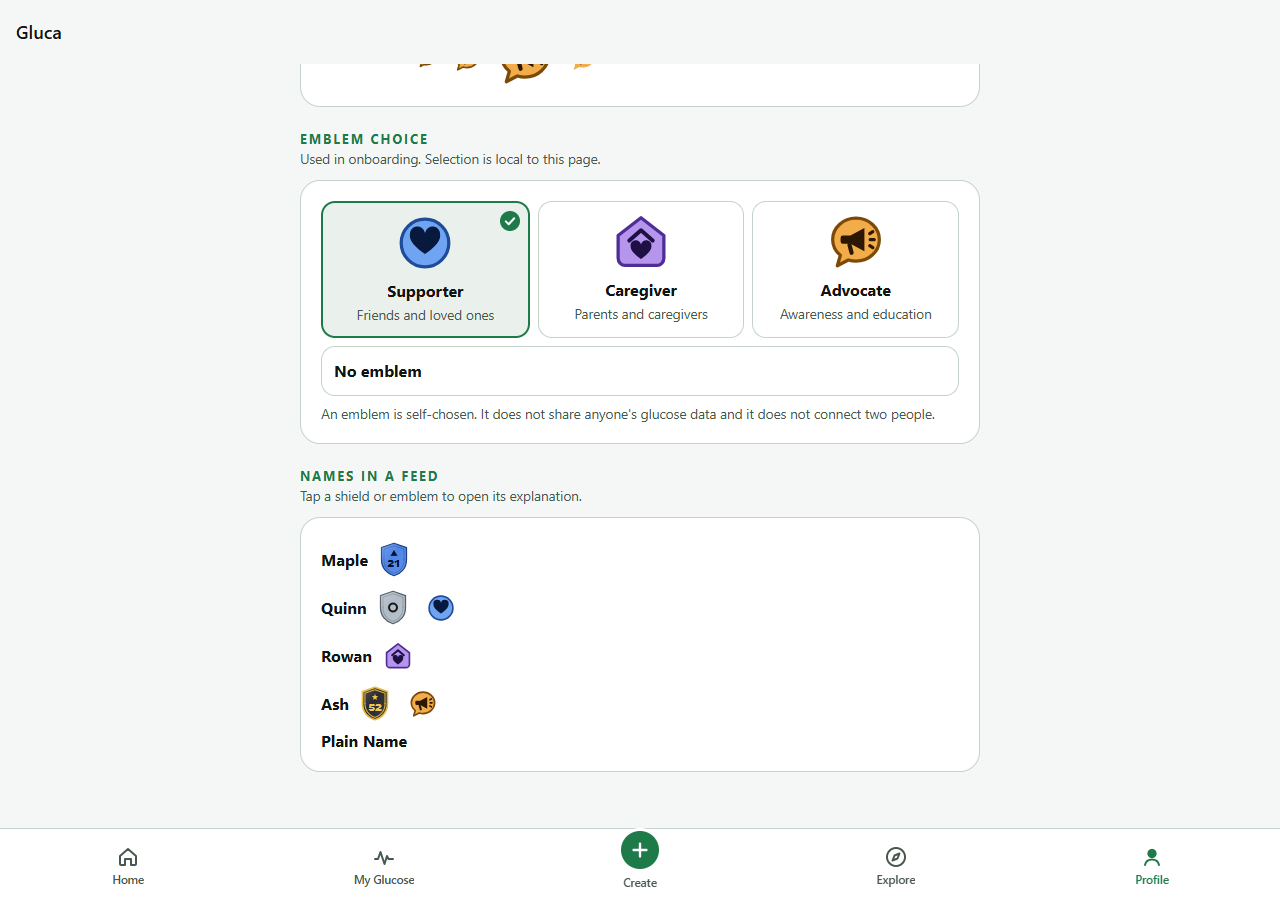 Gluca
EMBLEM CHOICE
Used in onboarding. Selection is local to this page.
Supporter
Friends and loved ones
Caregiver
Parents and caregivers
Advocate
Awareness and education
No emblem
An emblem is self-chosen. It does not share anyone's glucose data and it does not connect two people.
NAMES IN A FEED
Tap a shield or emblem to open its explanation.
Maple 21
Quinn
Rowan
Ash 52
Plain Name
Home
My Glucose
Create
Explore
Profile